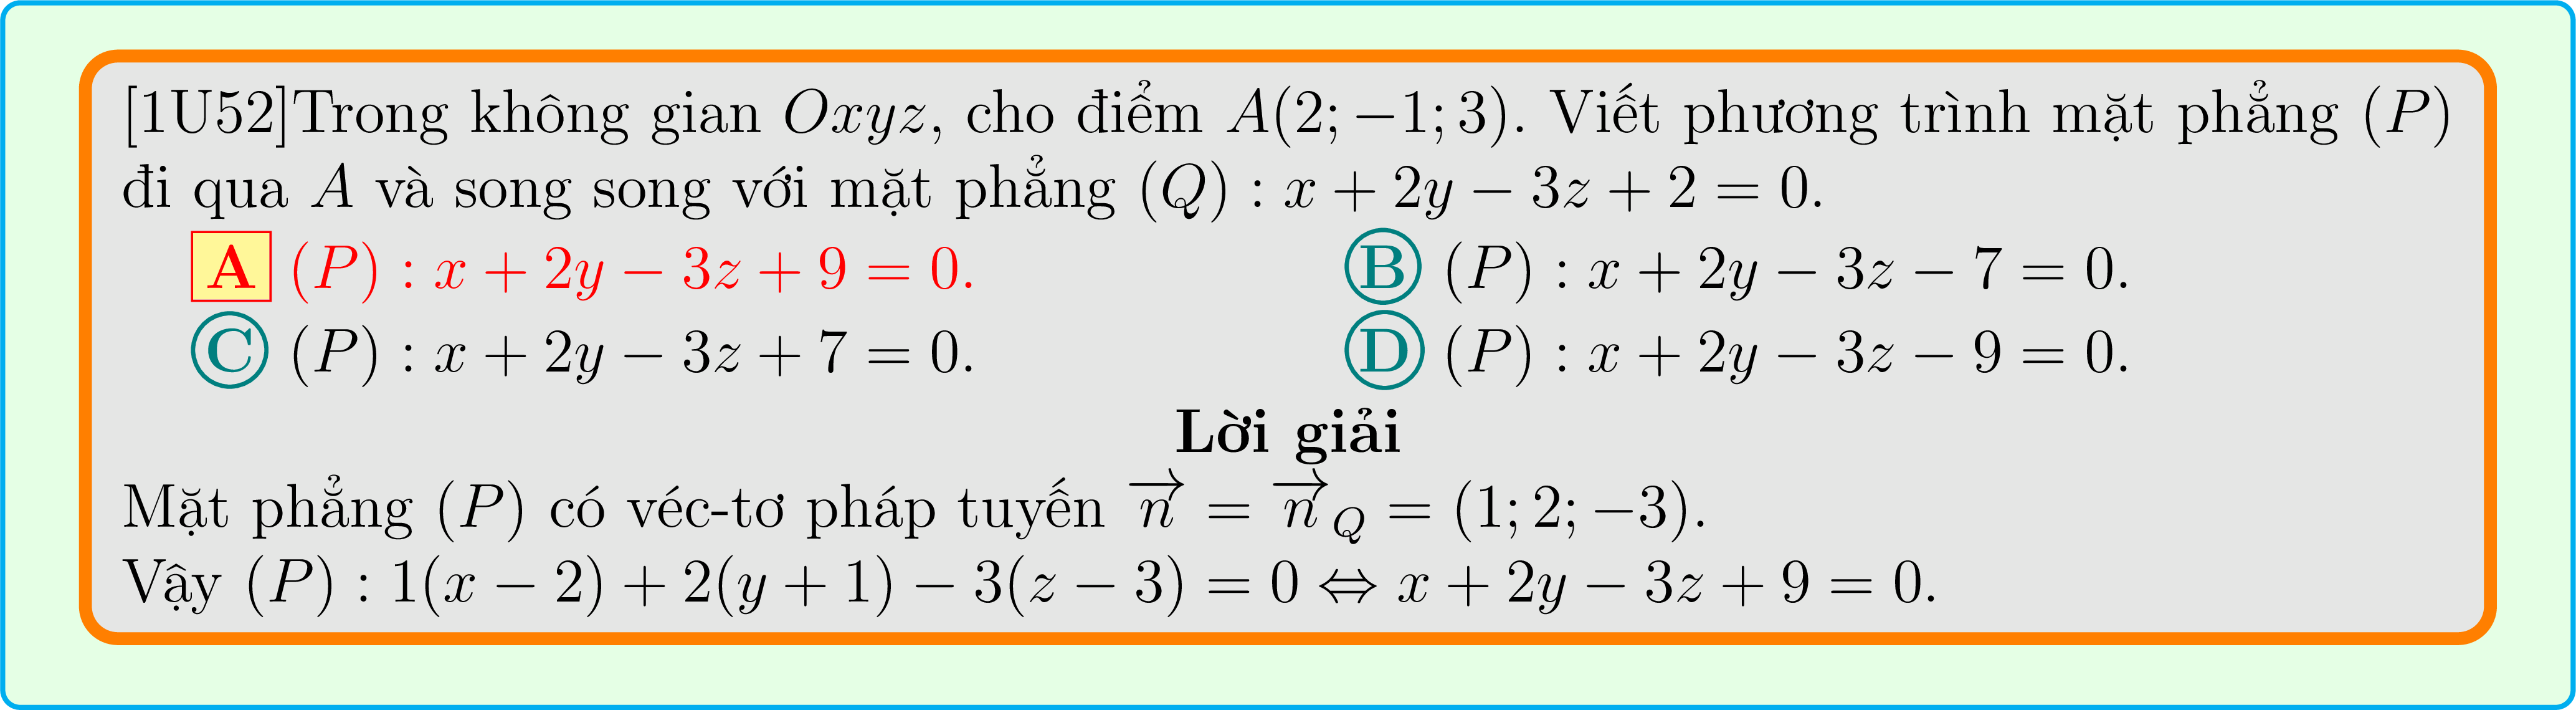 [1U52]Trong không gian Oxyz, cho điểm A(2; −1; 3). Viết phương trình mặt phẳng (P)
đi qua A và song song với mặt phẳng (Q) : x + 2y − 3z + 2 = 0.
A (P) : x + 2y − 3z + 9 = 0. B (P) : x + 2y − 3z − 7 = 0.
C (P) : x + 2y − 3z + 7 = 0. D (P) : x + 2y − 3z − 9 = 0.
Lời giải
Mặt phẳng (P) có véc-tơ pháp tuyến n⃗ = n⃗_Q = (1; 2; −3).
Vậy (P) : 1(x − 2) + 2(y + 1) − 3(z − 3) = 0 ⇔ x + 2y − 3z + 9 = 0.